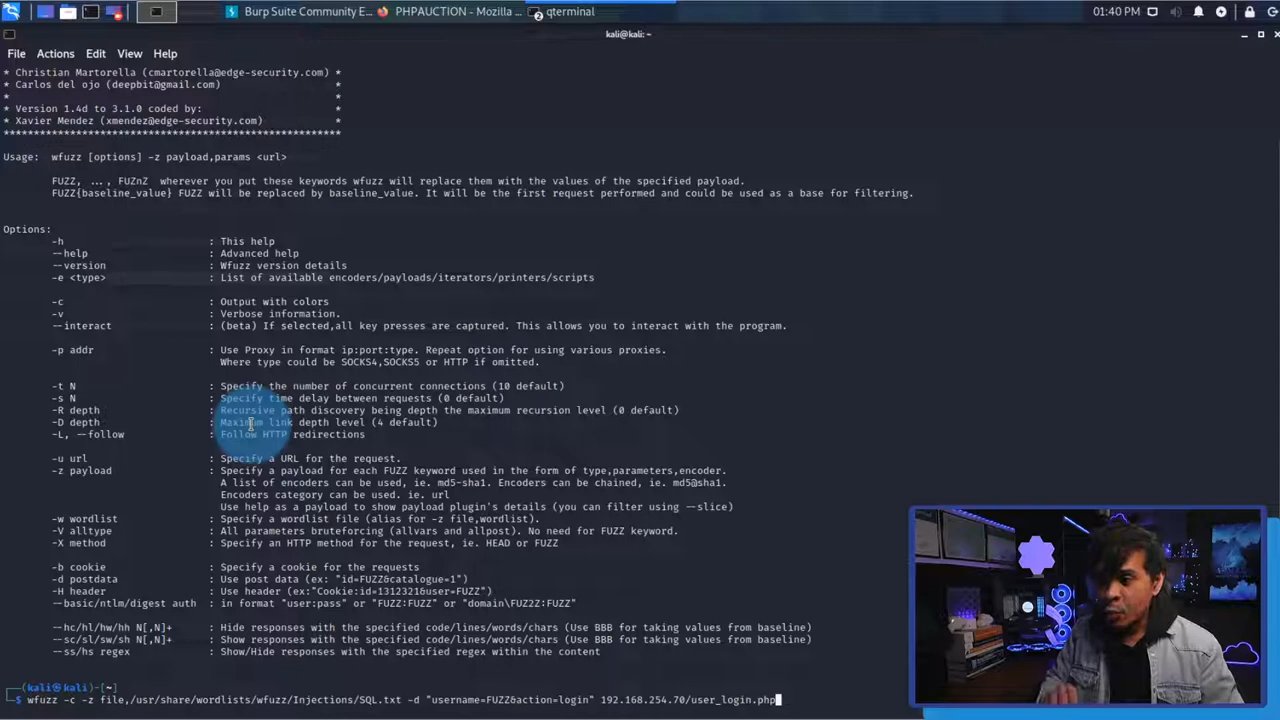 Burp Suite Community E... PHPAUCTION - Mozilla ... qterminal 01:40 PM
kali@kali: ~
File Actions Edit View Help
* Christian Martorella (cmartorella@edge-security.com) *
* Carlos del ojo (deepbit@gmail.com) *
* *
* Version 1.4d to 3.1.0 coded by: *
* Xavier Mendez (xmendez@edge-security.com) *
*********************************************************
Usage: wfuzz [options] -z payload,params <url>
FUZZ, ..., FUZnZ wherever you put these keywords wfuzz will replace them with the values of the specified payload.
FUZZ{baseline_value} FUZZ will be replaced by baseline_value. It will be the first request performed and could be used as a base for filtering.
Options:
-h : This help
--help : Advanced help
--version : Wfuzz version details
-e <type> : List of available encoders/payloads/iterators/printers/scripts
-c : Output with colors
-v : Verbose information.
--interact : (beta) If selected,all key presses are captured. This allows you to interact with the program.
-p addr : Use Proxy in format ip:port:type. Repeat option for using various proxies.
Where type could be SOCKS4,SOCKS5 or HTTP if omitted.
-t N : Specify the number of concurrent connections (10 default)
-s N : Specify time delay between requests (0 default)
-R depth : Recursive path discovery being depth the maximum recursion level (0 default)
-D depth : Maximum link depth level (4 default)
-L, --follow : Follow HTTP redirections
-u url : Specify a URL for the request.
-z payload : Specify a payload for each FUZZ keyword used in the form of type,parameters,encoder.
A list of encoders can be used, ie. md5-sha1. Encoders can be chained, ie. md5@sha1.
Encoders category can be used. ie. url
Use help as a payload to show payload plugin's details (you can filter using --slice)
-w wordlist : Specify a wordlist file (alias for -z file,wordlist).
-V alltype : All parameters bruteforcing (allvars and allpost). No need for FUZZ keyword.
-X method : Specify an HTTP method for the request, ie. HEAD or FUZZ
-b cookie : Specify a cookie for the requests
-d postdata : Use post data (ex: "id=FUZZ&catalogue=1")
-H header : Use header (ex:"Cookie:id=1312321&user=FUZZ")
--basic/ntlm/digest auth : in format "user:pass" or "FUZZ:FUZZ" or "domain\FUZ2Z:FUZZ"
--hc/hl/hw/hh N[,N]+ : Hide responses with the specified code/lines/words/chars (Use BBB for taking values from baseline)
--sc/sl/sw/sh N[,N]+ : Show responses with the specified code/lines/words/chars (Use BBB for taking values from baseline)
--ss/hs regex : Show/Hide responses with the specified regex within the content
(kali㉿kali)-[~]
$ wfuzz -c -z file,/usr/share/wordlists/wfuzz/Injections/SQL.txt -d "username=FUZZ&action=login" 192.168.254.70/user_login.php